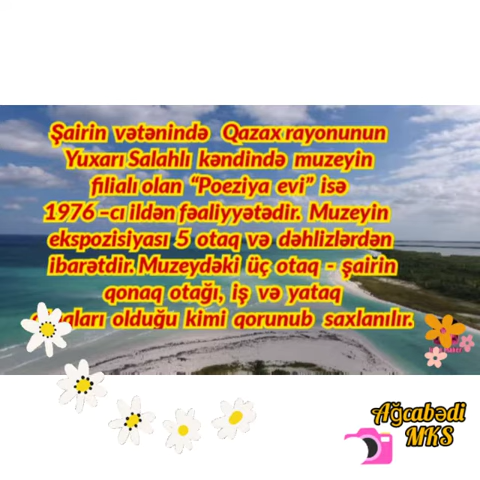 Şairin vətənində Qazax rayonunun
Yuxarı Salahlı kəndində muzeyin
filialı olan “Poeziya evi” isə
1976 –cı ildən fəaliyyətədir. Muzeyin
ekspozisiyası 5 otaq və dəhlizlərdən
ibarətdir. Muzeydəki üç otaq - şairin
qonaq otağı, iş və yataq
olduğu kimi qorunub saxlanılır.
Ağcabədi
MKS